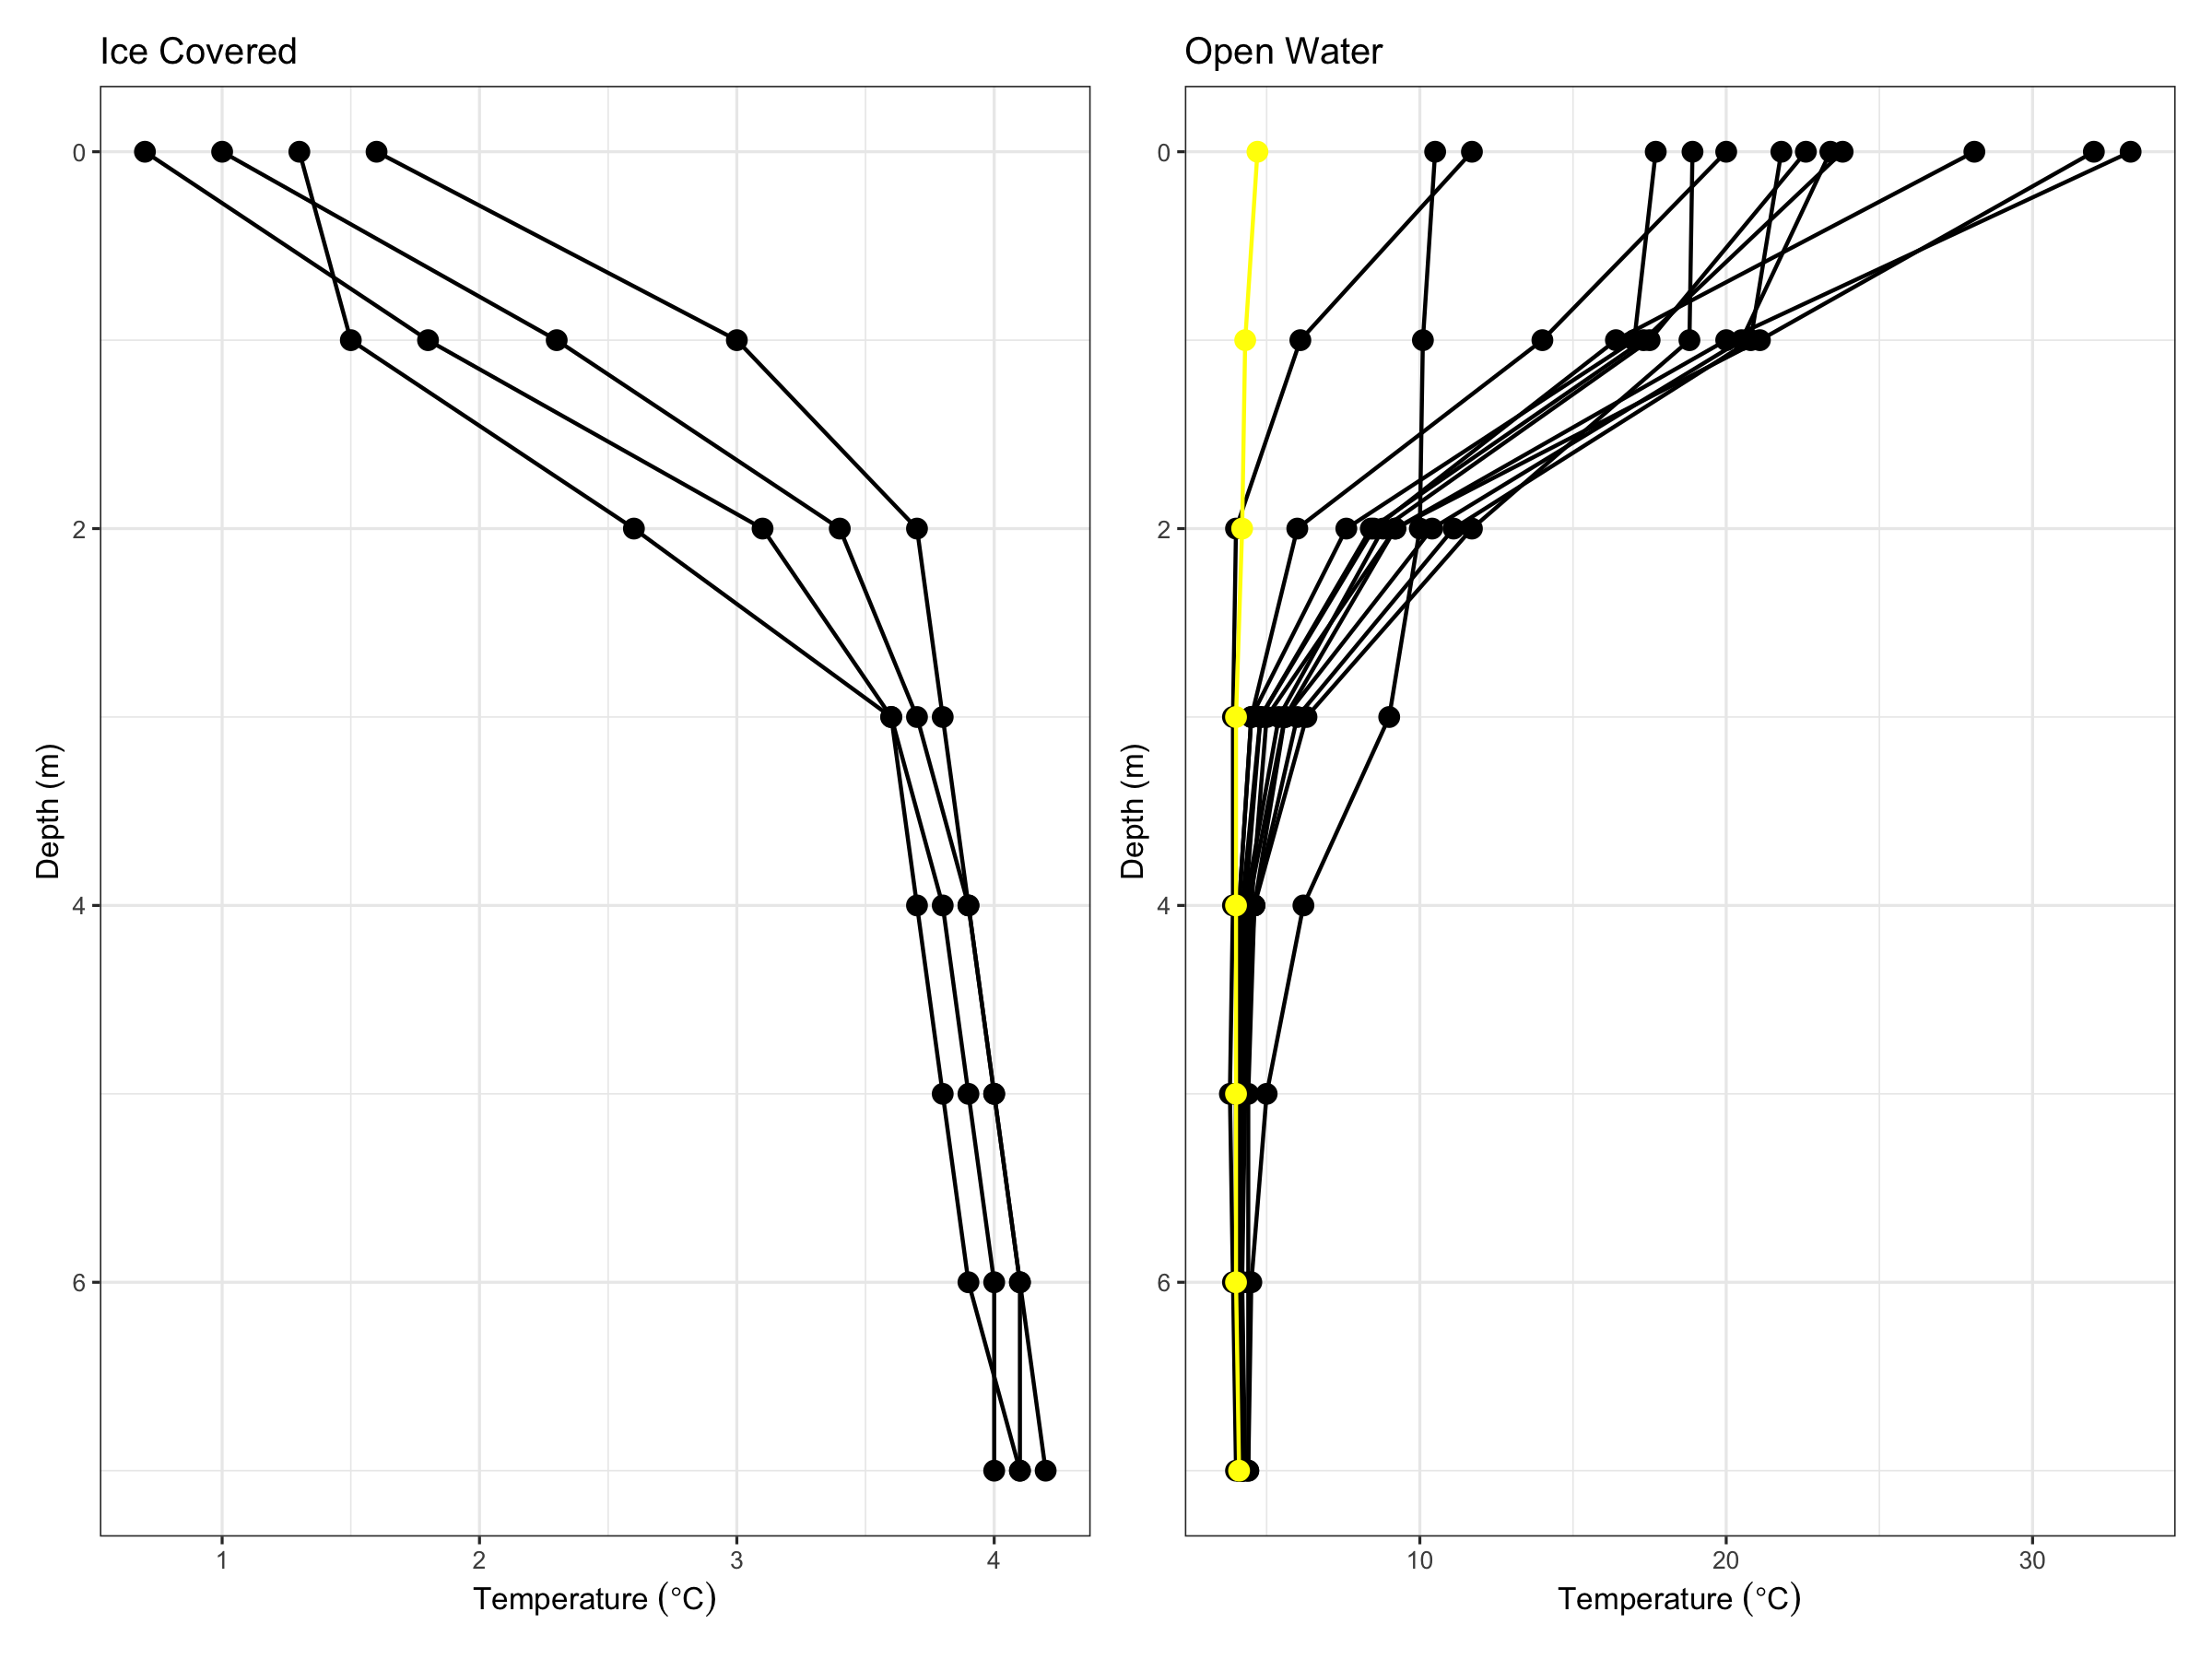 Ice Covered
0
2
4
6
Depth (m)
1 2 3 4
Temperature (°C)
Open Water
0
2
4
6
Depth (m)
10 20 30
Temperature (°C)